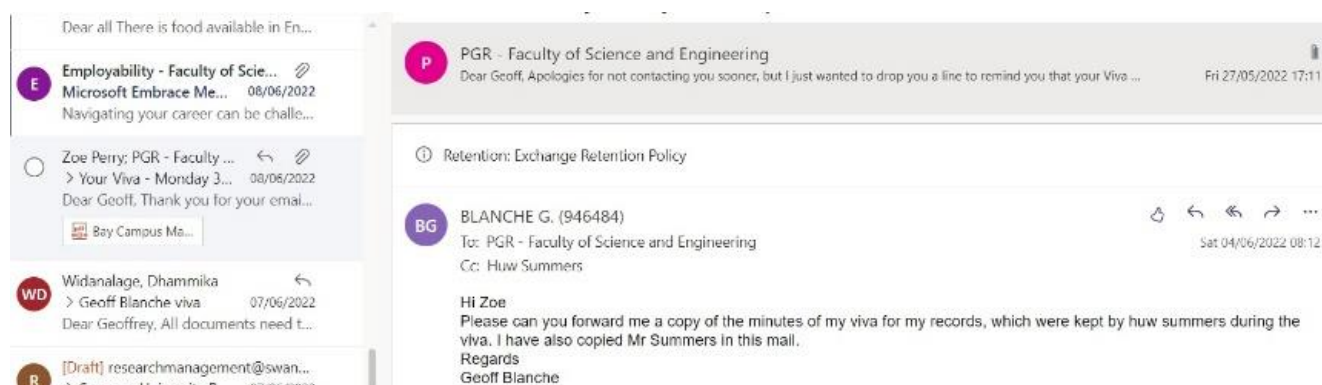 Dear all There is food available in En...
E
Employability - Faculty of Scie...
Microsoft Embrace Me... 08/06/2022
Navigating your career can be challe...
Zoe Perry; PGR - Faculty ...
> Your Viva - Monday 3... 08/06/2022
Dear Geoff, Thank you for your emai...
Bay Campus Ma...
WD
Widanalage, Dhammika
> Geoff Blanche viva 07/06/2022
Dear Geoffrey, All documents need t...
R
[Draft] researchmanagement@swan...
P
PGR - Faculty of Science and Engineering
Dear Geoff, Apologies for not contacting you sooner, but I just wanted to drop you a line to remind you that your Viva ... Fri 27/05/2022 17:11
Retention: Exchange Retention Policy
BG
BLANCHE G. (946484)
To: PGR - Faculty of Science and Engineering
Sat 04/06/2022 08:12
Cc: Huw Summers
Hi Zoe
Please can you forward me a copy of the minutes of my viva for my records, which were kept by huw summers during the
viva. I have also copied Mr Summers in this mail.
Regards
Geoff Blanche